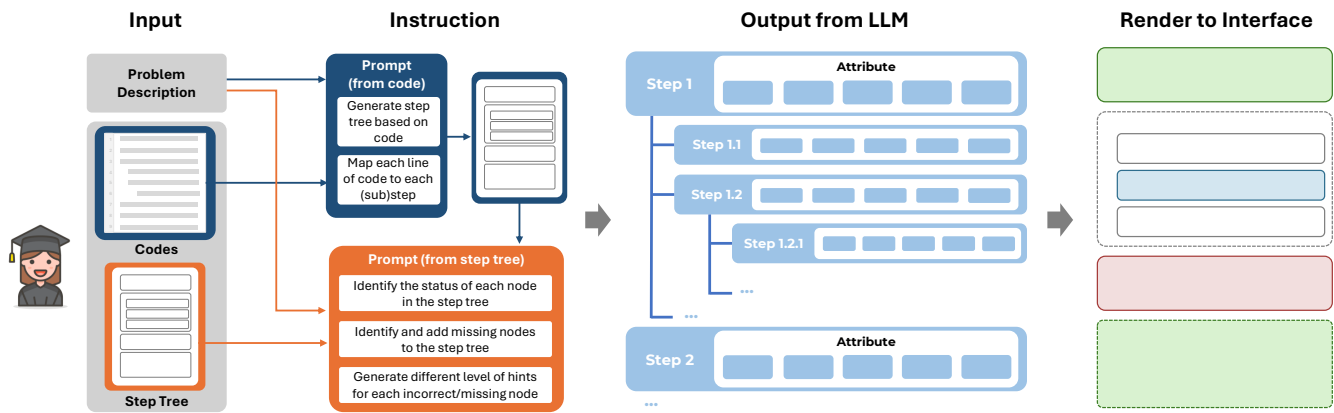 Input
Instruction
Output from LLM
Render to Interface
Problem
Description
Codes
Step Tree
Prompt
(from code)
Generate step
tree based on
code
Map each line
of code to each
(sub)step
Prompt (from step tree)
Identify the status of each node
in the step tree
Identify and add missing nodes
to the step tree
Generate different level of hints
for each incorrect/missing node
Step 1
Attribute
Step 1.1
Step 1.2
Step 1.2.1
...
...
Step 2
Attribute
...